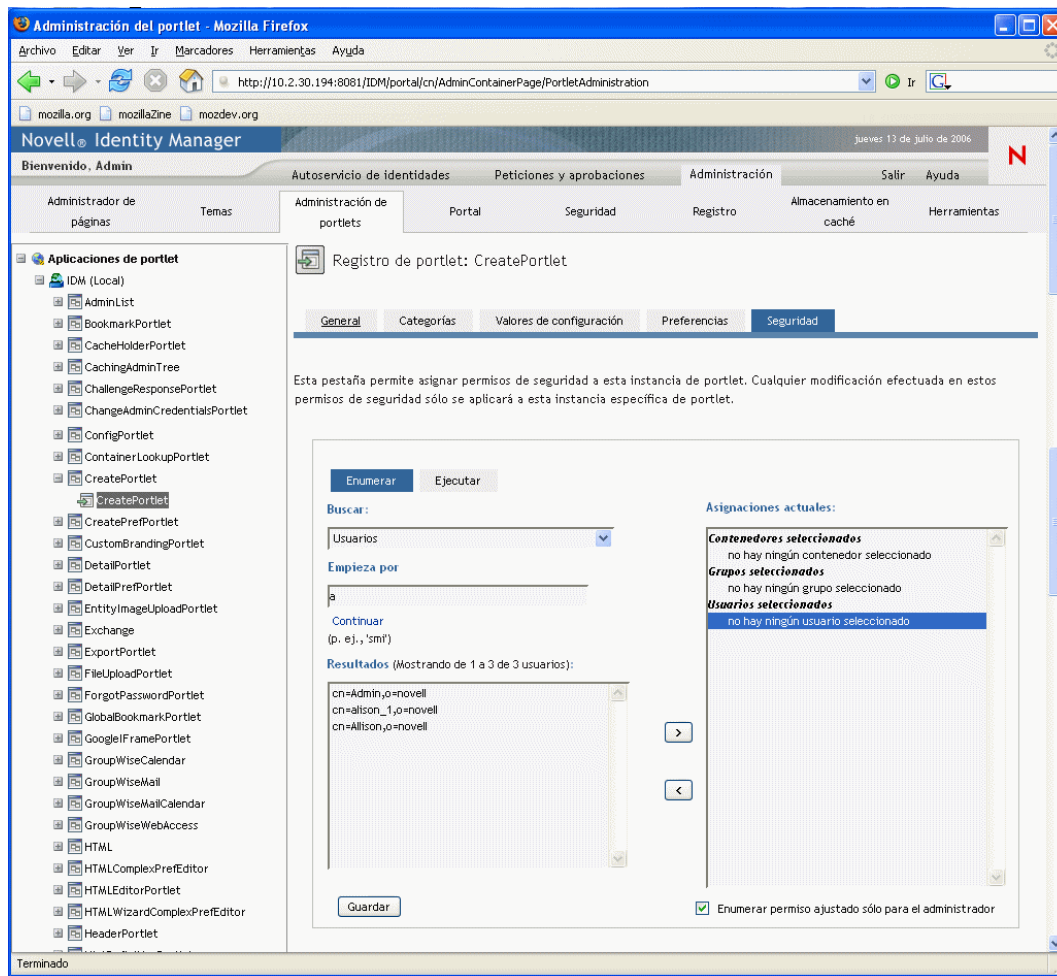 Administración del portlet - Mozilla Firefox
Archivo Editar Ver Ir Marcadores Herramientas Ayuda
http://10.2.30.194:8081/IDM/portal/cn/AdminContainerPage/PortletAdministration Ir G
mozilla.org mozillaZine mozdev.org
Novell® Identity Manager jueves 13 de julio de 2006
N
Bienvenido, Admin
Autoservicio de identidades Peticiones y aprobaciones Administración Salir Ayuda
Administrador de páginas Temas Administración de portlets Portal Seguridad Registro Almacenamiento en caché Herramientas
Aplicaciones de portlet
IDM (Local)
AdminList
BookmarkPortlet
CacheHolderPortlet
CachingAdminTree
ChallengeResponsePortlet
ChangeAdminCredentialsPortlet
ConfigPortlet
ContainerLookupPortlet
CreatePortlet
CreatePortlet
CreatePrefPortlet
CustomBrandingPortlet
DetailPortlet
DetailPrefPortlet
EntityImageUploadPortlet
Exchange
ExportPortlet
FileUploadPortlet
ForgotPasswordPortlet
GlobalBookmarkPortlet
GoogleIFramePortlet
GroupWiseCalendar
GroupWiseMail
GroupWiseMailCalendar
GroupWiseWebAccess
HTML
HTMLComplexPrefEditor
HTMLEditorPortlet
HTMLWizardComplexPrefEditor
HeaderPortlet
Registro de portlet: CreatePortlet
General Categorías Valores de configuración Preferencias Seguridad
Esta pestaña permite asignar permisos de seguridad a esta instancia de portlet. Cualquier modificación efectuada en estos
permisos de seguridad sólo se aplicará a esta instancia específica de portlet.
Enumerar Ejecutar
Buscar:
Usuarios
Empieza por
a
Continuar
(p. ej., 'smi')
Resultados (Mostrando de 1 a 3 de 3 usuarios):
cn=Admin,o=novell
cn=alison_1,o=novell
cn=Allison,o=novell
>
<
Guardar
Asignaciones actuales:
Contenedores seleccionados
no hay ningún contenedor seleccionado
Grupos seleccionados
no hay ningún grupo seleccionado
Usuarios seleccionados
no hay ningún usuario seleccionado
Enumerar permiso ajustado sólo para el administrador
Terminado